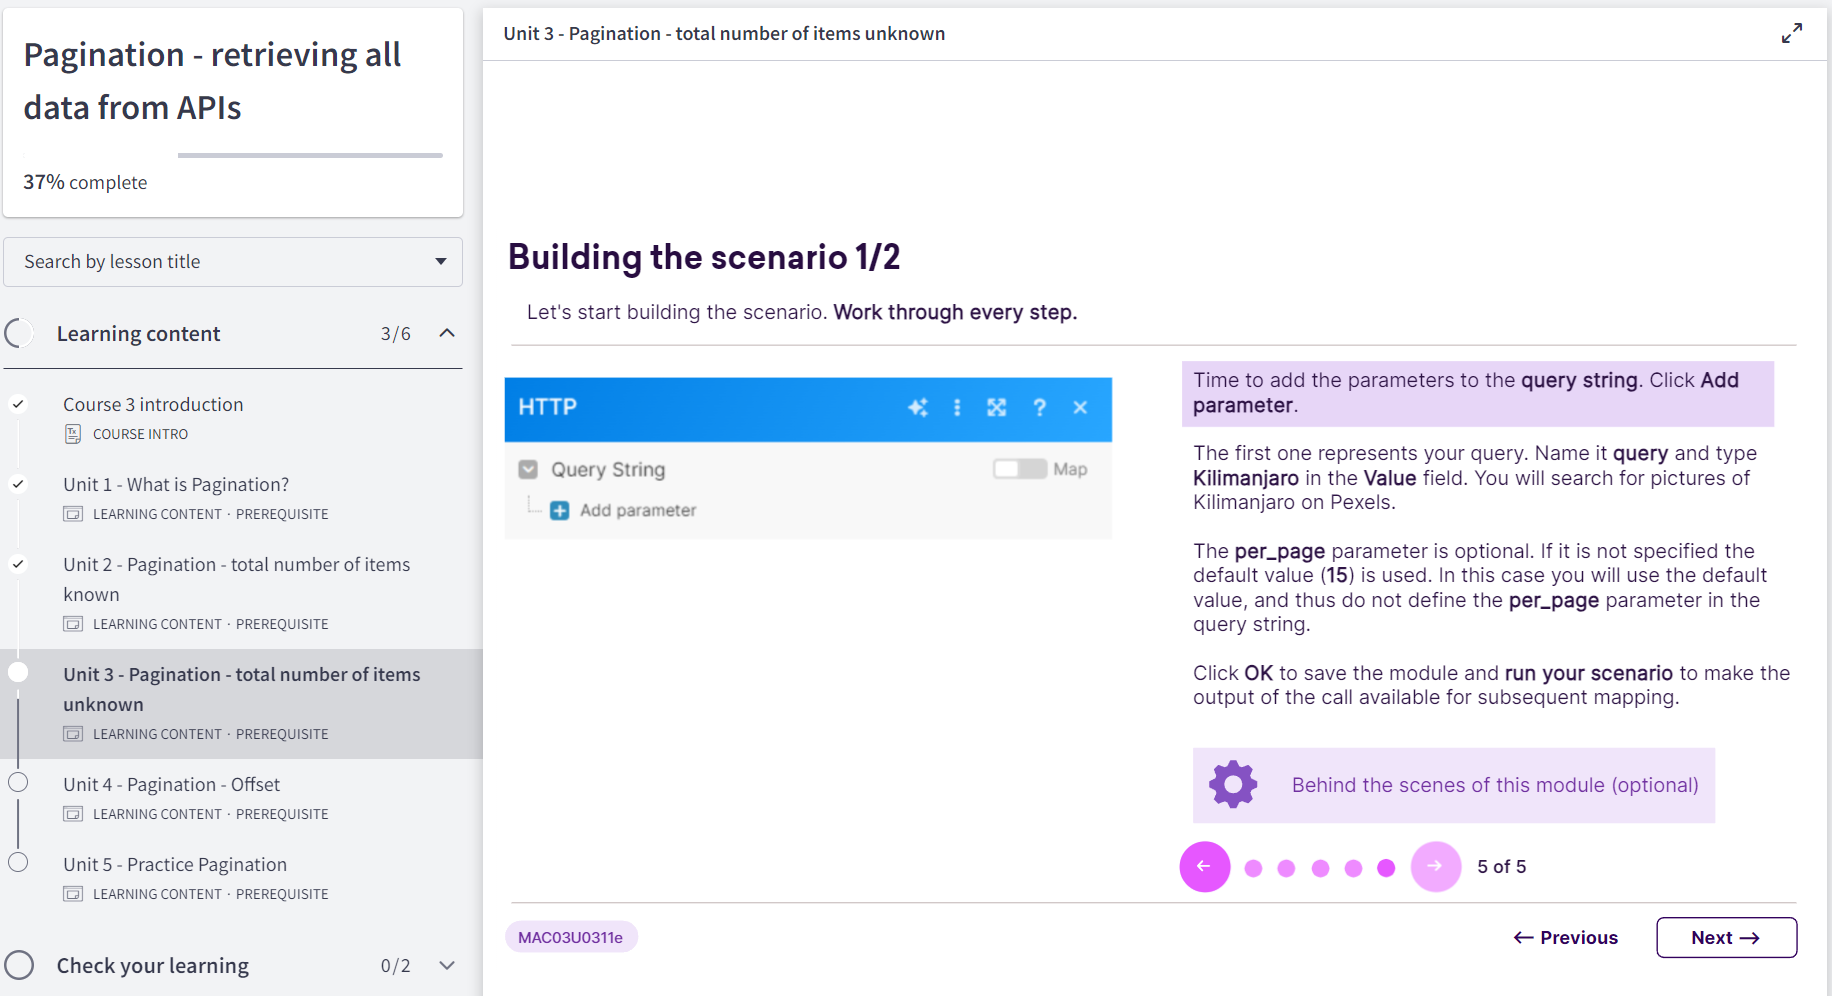 Pagination - retrieving all
data from APIs
37% complete
Search by lesson title
Learning content 3/6
Course 3 introduction
COURSE INTRO
Unit 1 - What is Pagination?
LEARNING CONTENT · PREREQUISITE
Unit 2 - Pagination - total number of items
known
LEARNING CONTENT · PREREQUISITE
Unit 3 - Pagination - total number of items
unknown
LEARNING CONTENT · PREREQUISITE
Unit 4 - Pagination - Offset
LEARNING CONTENT · PREREQUISITE
Unit 5 - Practice Pagination
LEARNING CONTENT · PREREQUISITE
Check your learning 0/2
Unit 3 - Pagination - total number of items unknown
Building the scenario 1/2
Let's start building the scenario. Work through every step.
HTTP
Query String Map
Add parameter
Time to add the parameters to the query string. Click Add
parameter.
The first one represents your query. Name it query and type
Kilimanjaro in the Value field. You will search for pictures of
Kilimanjaro on Pexels.
The per_page parameter is optional. If it is not specified the
default value (15) is used. In this case you will use the default
value, and thus do not define the per_page parameter in the
query string.
Click OK to save the module and run your scenario to make the
output of the call available for subsequent mapping.
Behind the scenes of this module (optional)
5 of 5
MAC03U0311e
← Previous
Next →